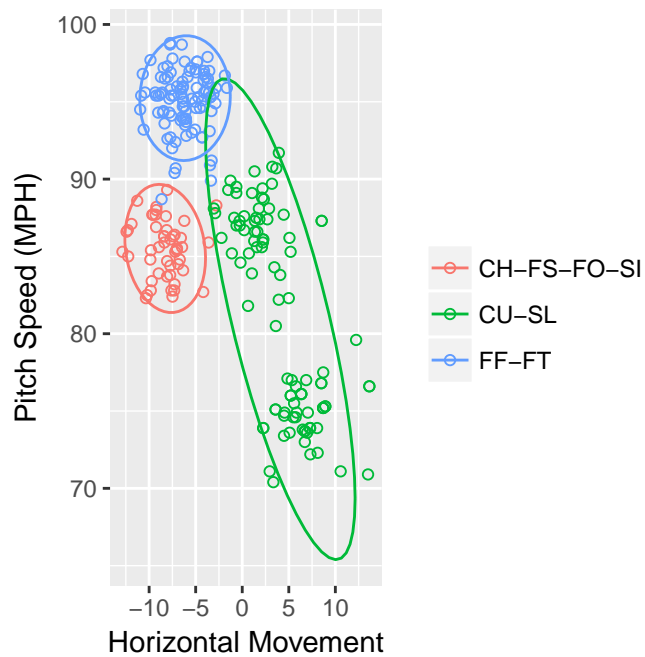 100
90
80
70
Pitch Speed (MPH)
−10 −5 0 5 10
Horizontal Movement
CH−FS−FO−SI
CU−SL
FF−FT